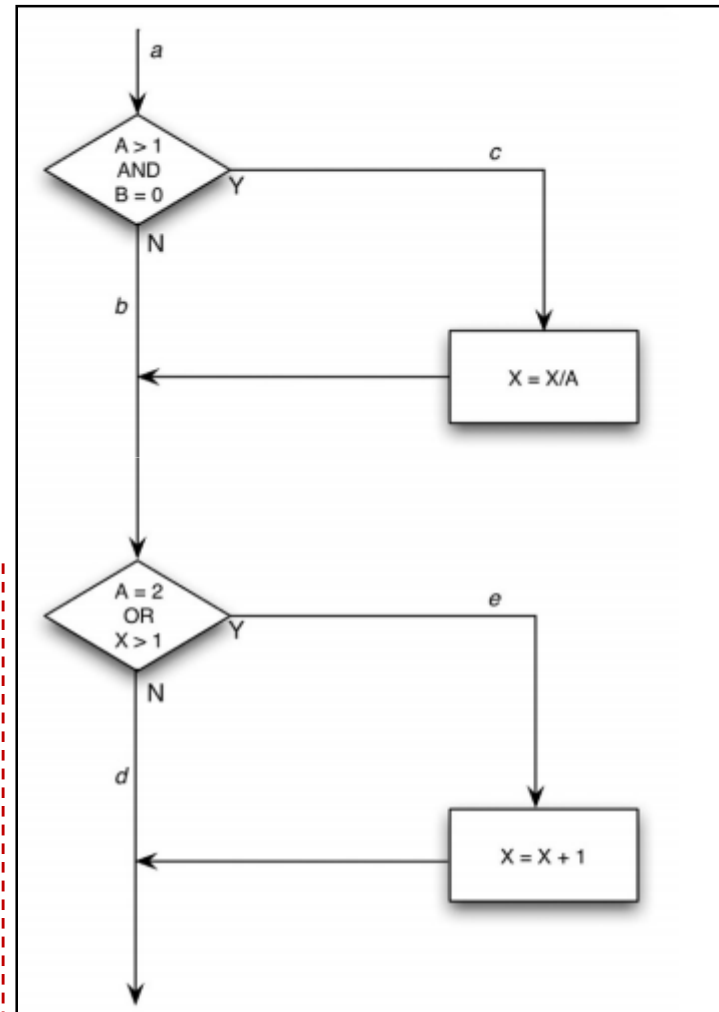 a
A > 1
AND
B = 0
Y
c
N
b
X = X/A
A = 2
OR
X > 1
Y
e
N
d
X = X + 1